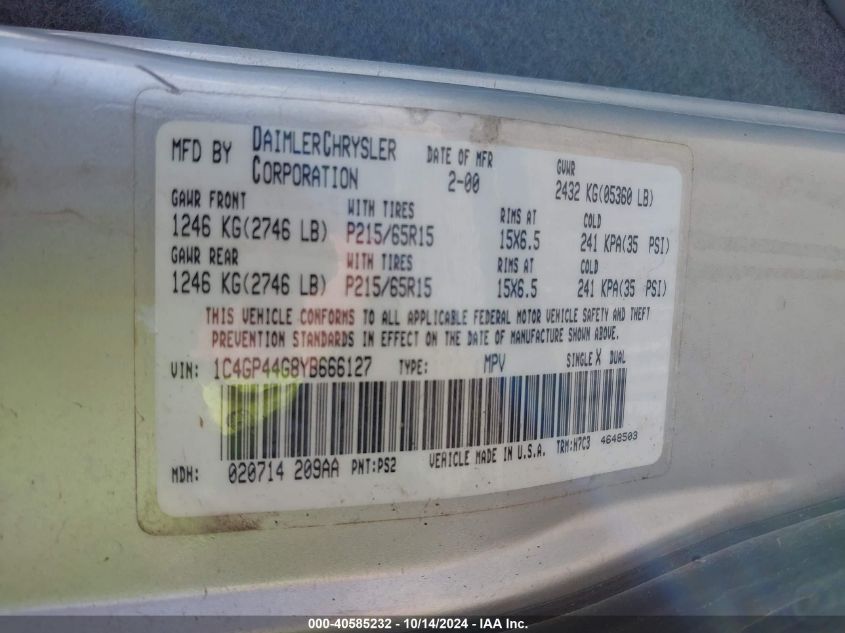 MFD BY DAIMLERCHRYSLER CORPORATION DATE OF MFR 2-00 GVWR 2432 KG(05360 LB)
GAWR FRONT WITH TIRES RIMS AT COLD
1246 KG(2746 LB) P215/65R15 15X6.5 241 KPA(35 PSI)
GAWR REAR WITH TIRES RIMS AT COLD
1246 KG(2746 LB) P215/65R15 15X6.5 241 KPA(35 PSI)
THIS VEHICLE CONFORMS TO ALL APPLICABLE FEDERAL MOTOR VEHICLE SAFETY AND THEFT
PREVENTION STANDARDS IN EFFECT ON THE DATE OF MANUFACTURE SHOWN ABOVE.
VIN: 1C4GP44G8YB666127 TYPE: MPV SINGLE X DUAL
MDH: 020714 209AA PNT:PS2 VEHICLE MADE IN U.S.A. TRM:H7C3 4648503
000-40585232 - 10/14/2024 - IAA Inc.